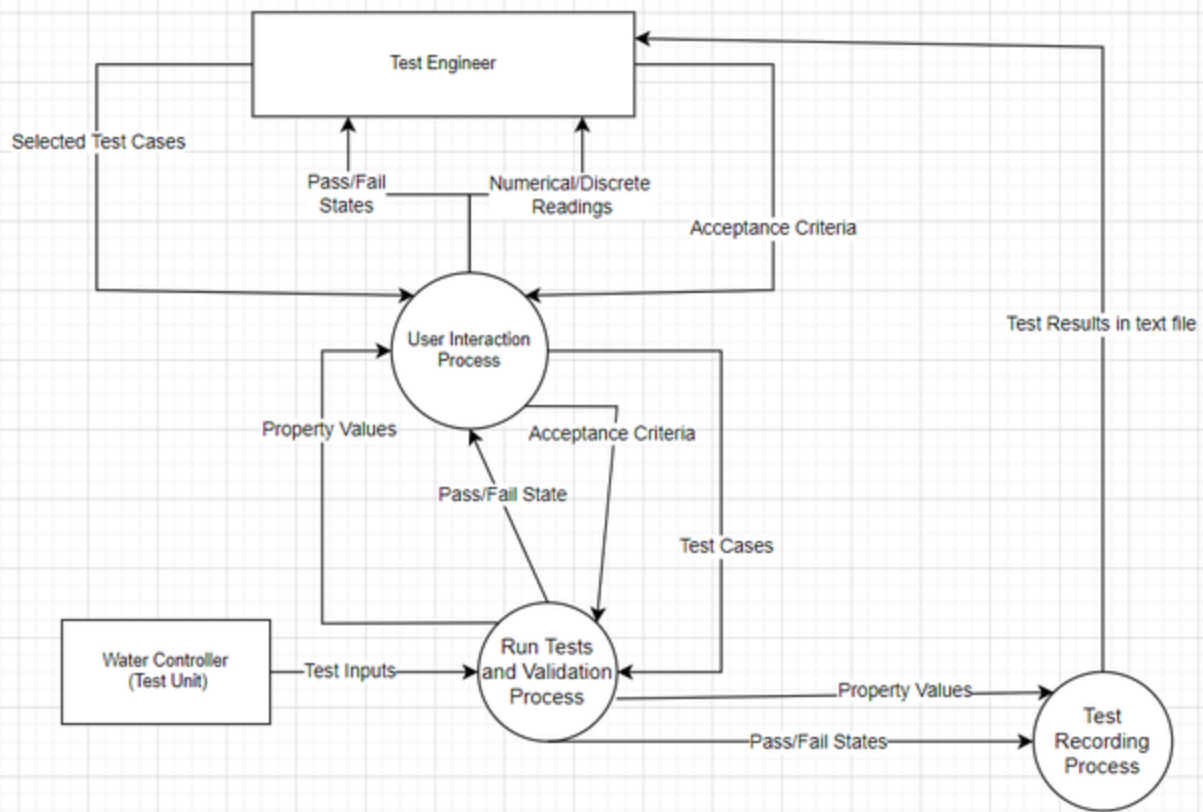 Test Engineer
Selected Test Cases
Pass/Fail
States
Numerical/Discrete
Readings
Acceptance Criteria
Test Results in text file
User Interaction
Process
Property Values
Acceptance Criteria
Pass/Fail State
Test Cases
Water Controller
(Test Unit)
Test Inputs
Run Tests
and Validation
Process
Property Values
Pass/Fail States
Test
Recording
Process